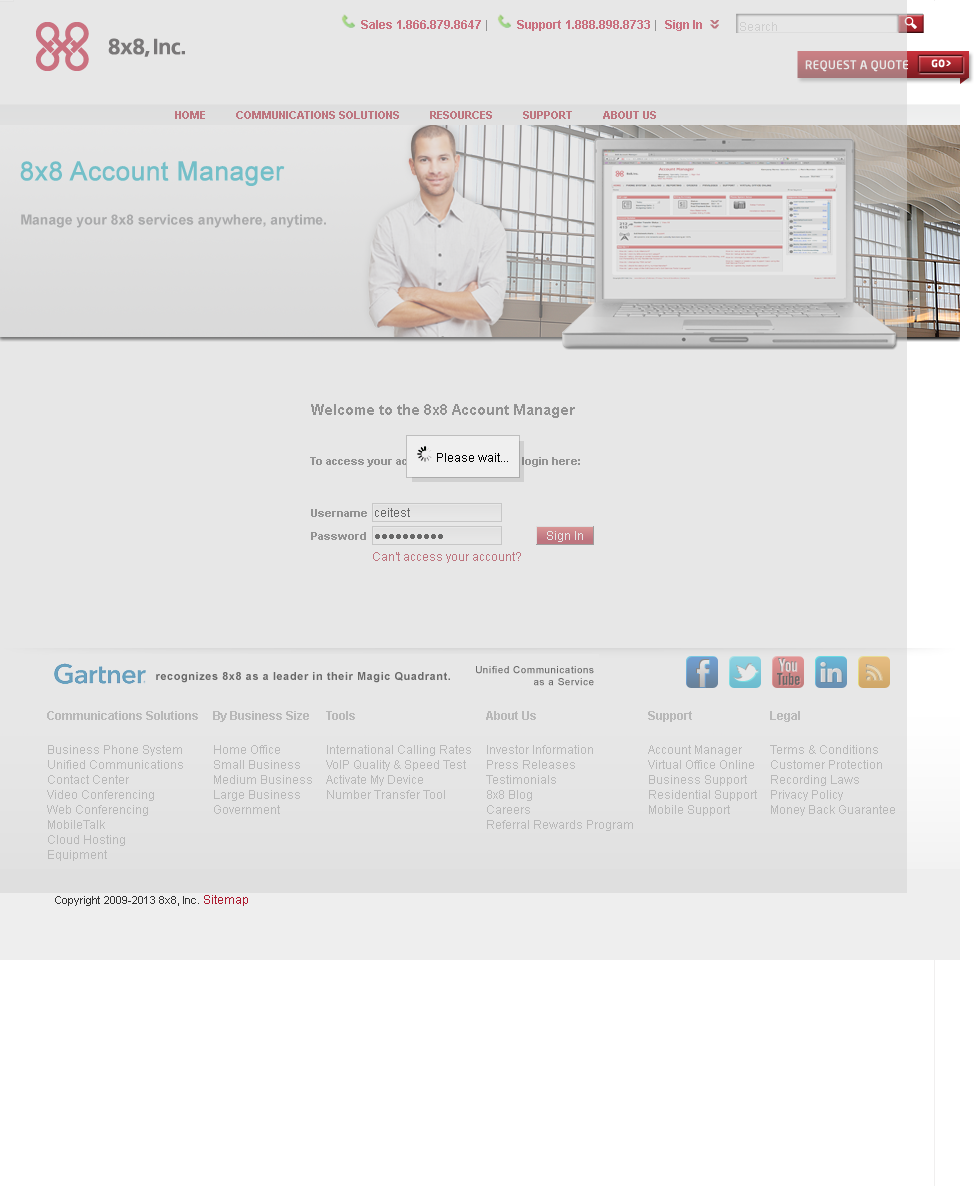 Sales 1.866.879.8647 | Support 1.888.898.8733 | Sign In Search
8x8, Inc.
REQUEST A QUOTE GO>
HOME COMMUNICATIONS SOLUTIONS RESOURCES SUPPORT ABOUT US
8x8 Account Manager
Manage your 8x8 services anywhere, anytime.
Account Manager
Welcome to the 8x8 Account Manager
To access your ac login here:
Please wait...
Username ceitest
Password ••••••••••
Sign In
Can't access your account?
Gartner recognizes 8x8 as a leader in their Magic Quadrant.
Unified Communications
as a Service
f You Tube in
Communications Solutions By Business Size Tools About Us Support Legal
Business Phone System Home Office International Calling Rates Investor Information Account Manager Terms & Conditions
Unified Communications Small Business VoIP Quality & Speed Test Press Releases Virtual Office Online Customer Protection
Contact Center Medium Business Activate My Device Testimonials Business Support Recording Laws
Video Conferencing Large Business Number Transfer Tool 8x8 Blog Residential Support Privacy Policy
Web Conferencing Government Careers Mobile Support Money Back Guarantee
MobileTalk Referral Rewards Program
Cloud Hosting
Equipment
Copyright 2009-2013 8x8, Inc. Sitemap